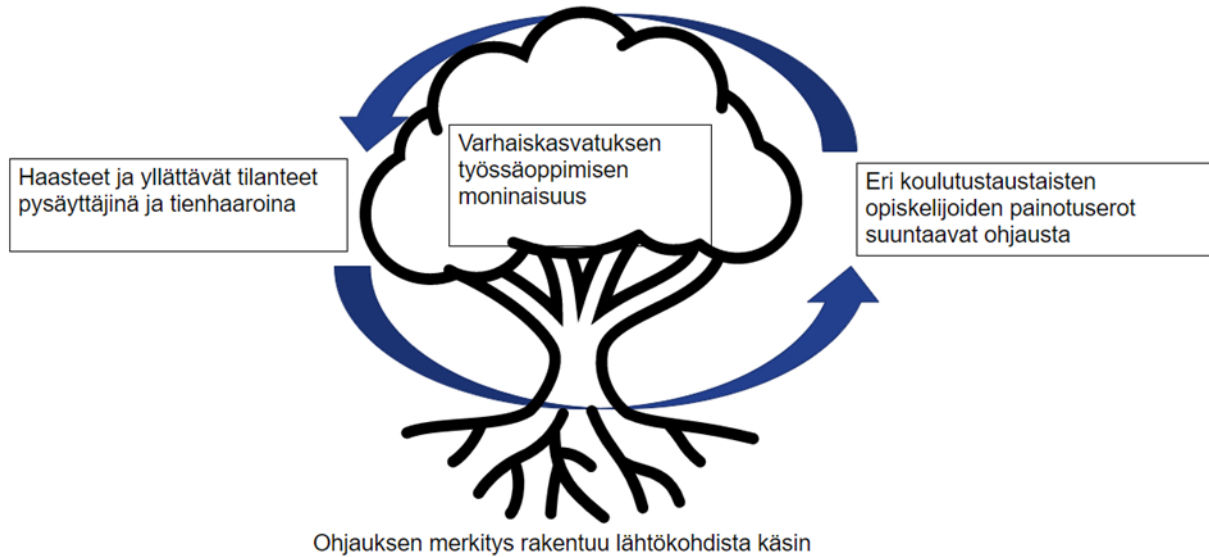 Varhaiskasvatuksen
työssäoppimisen
moninaisuus
Haasteet ja yllättävät tilanteet
pysäyttäjinä ja tienhaaroina
Eri koulutustaustaisten
opiskelijoiden painotuserot
suuntaavat ohjausta
Ohjauksen merkitys rakentuu lähtökohdista käsin